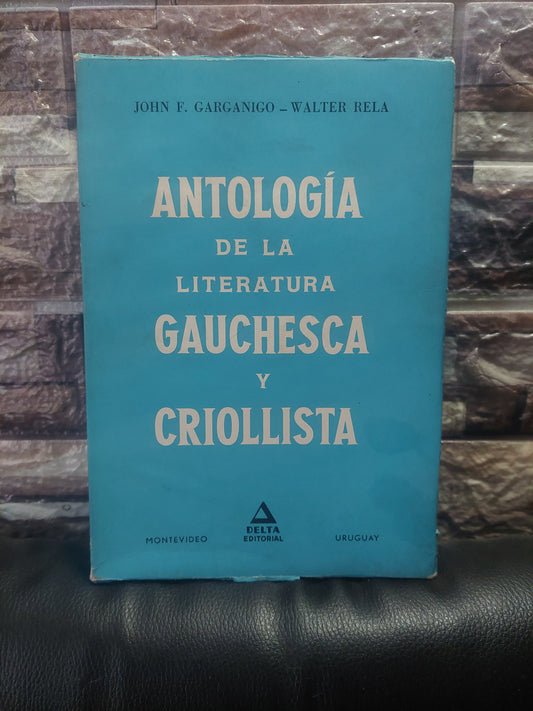 JOHN F. GARGANIGO – WALTER RELA
ANTOLOGÍA
DE LA
LITERATURA
GAUCHESCA
Y
CRIOLLISTA
DELTA
EDITORIAL
MONTEVIDEO
URUGUAY